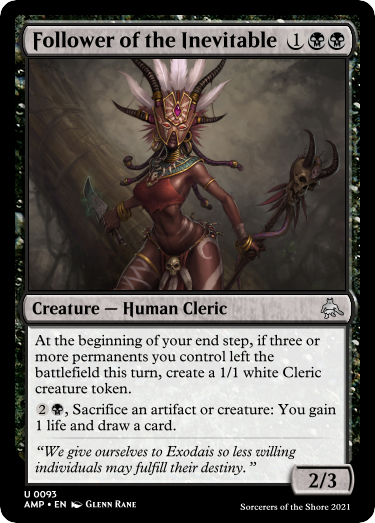 Follower of the Inevitable 1
Creature — Human Cleric
At the beginning of your end step, if three or
more permanents you control left the
battlefield this turn, create a 1/1 white Cleric
creature token.
2 , Sacrifice an artifact or creature: You gain
1 life and draw a card.
“We give ourselves to Exodais so less willing
individuals may fulfill their destiny.”
2/3
U 0093
AMP • EN Glenn Rane
Sorcerers of the Shore 2021